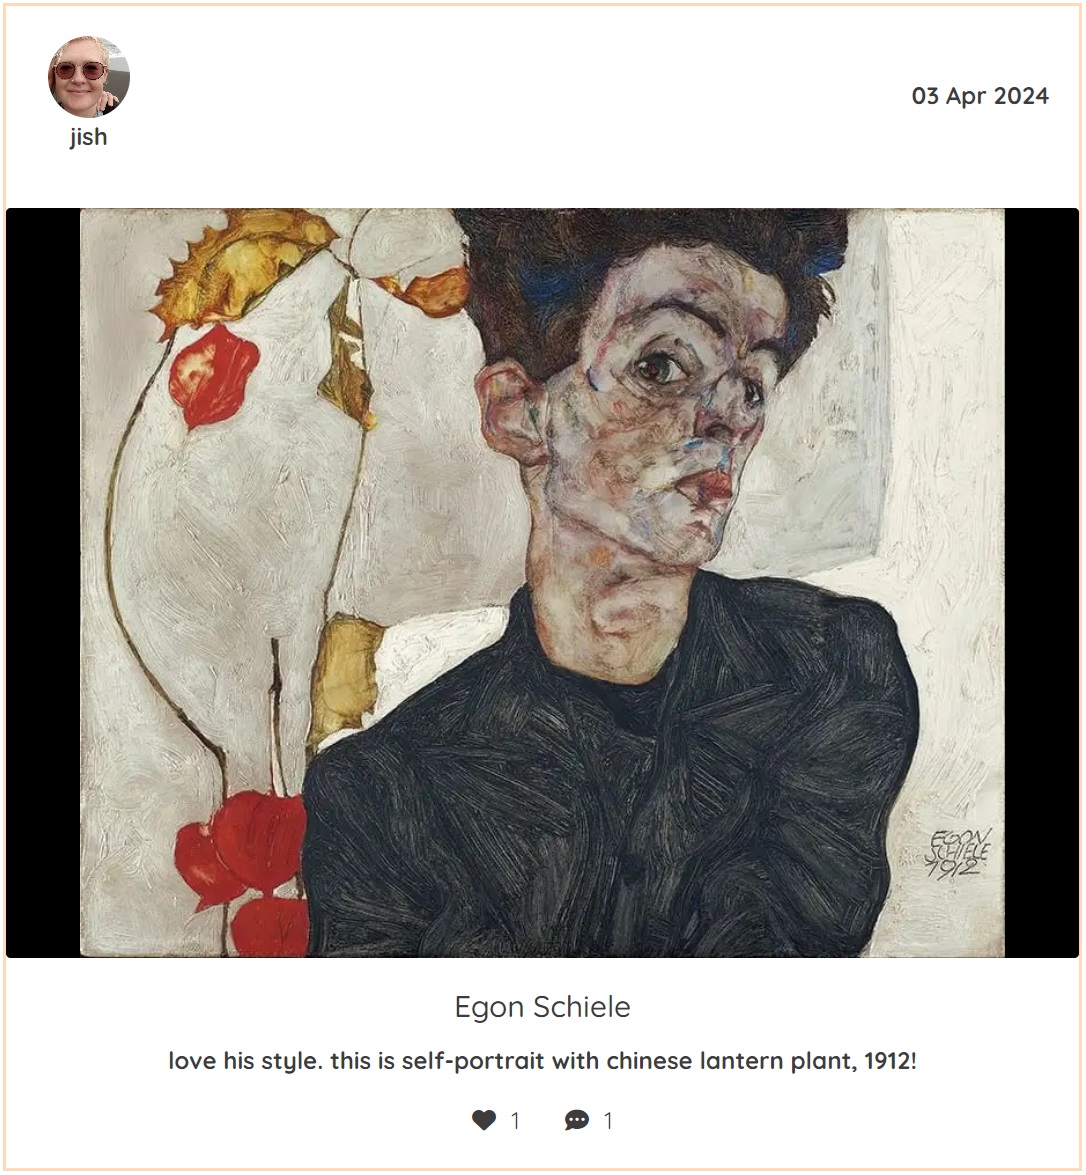 jish
03 Apr 2024
EGON
SCHIELE
1912
Egon Schiele
love his style. this is self-portrait with chinese lantern plant, 1912!
1 1